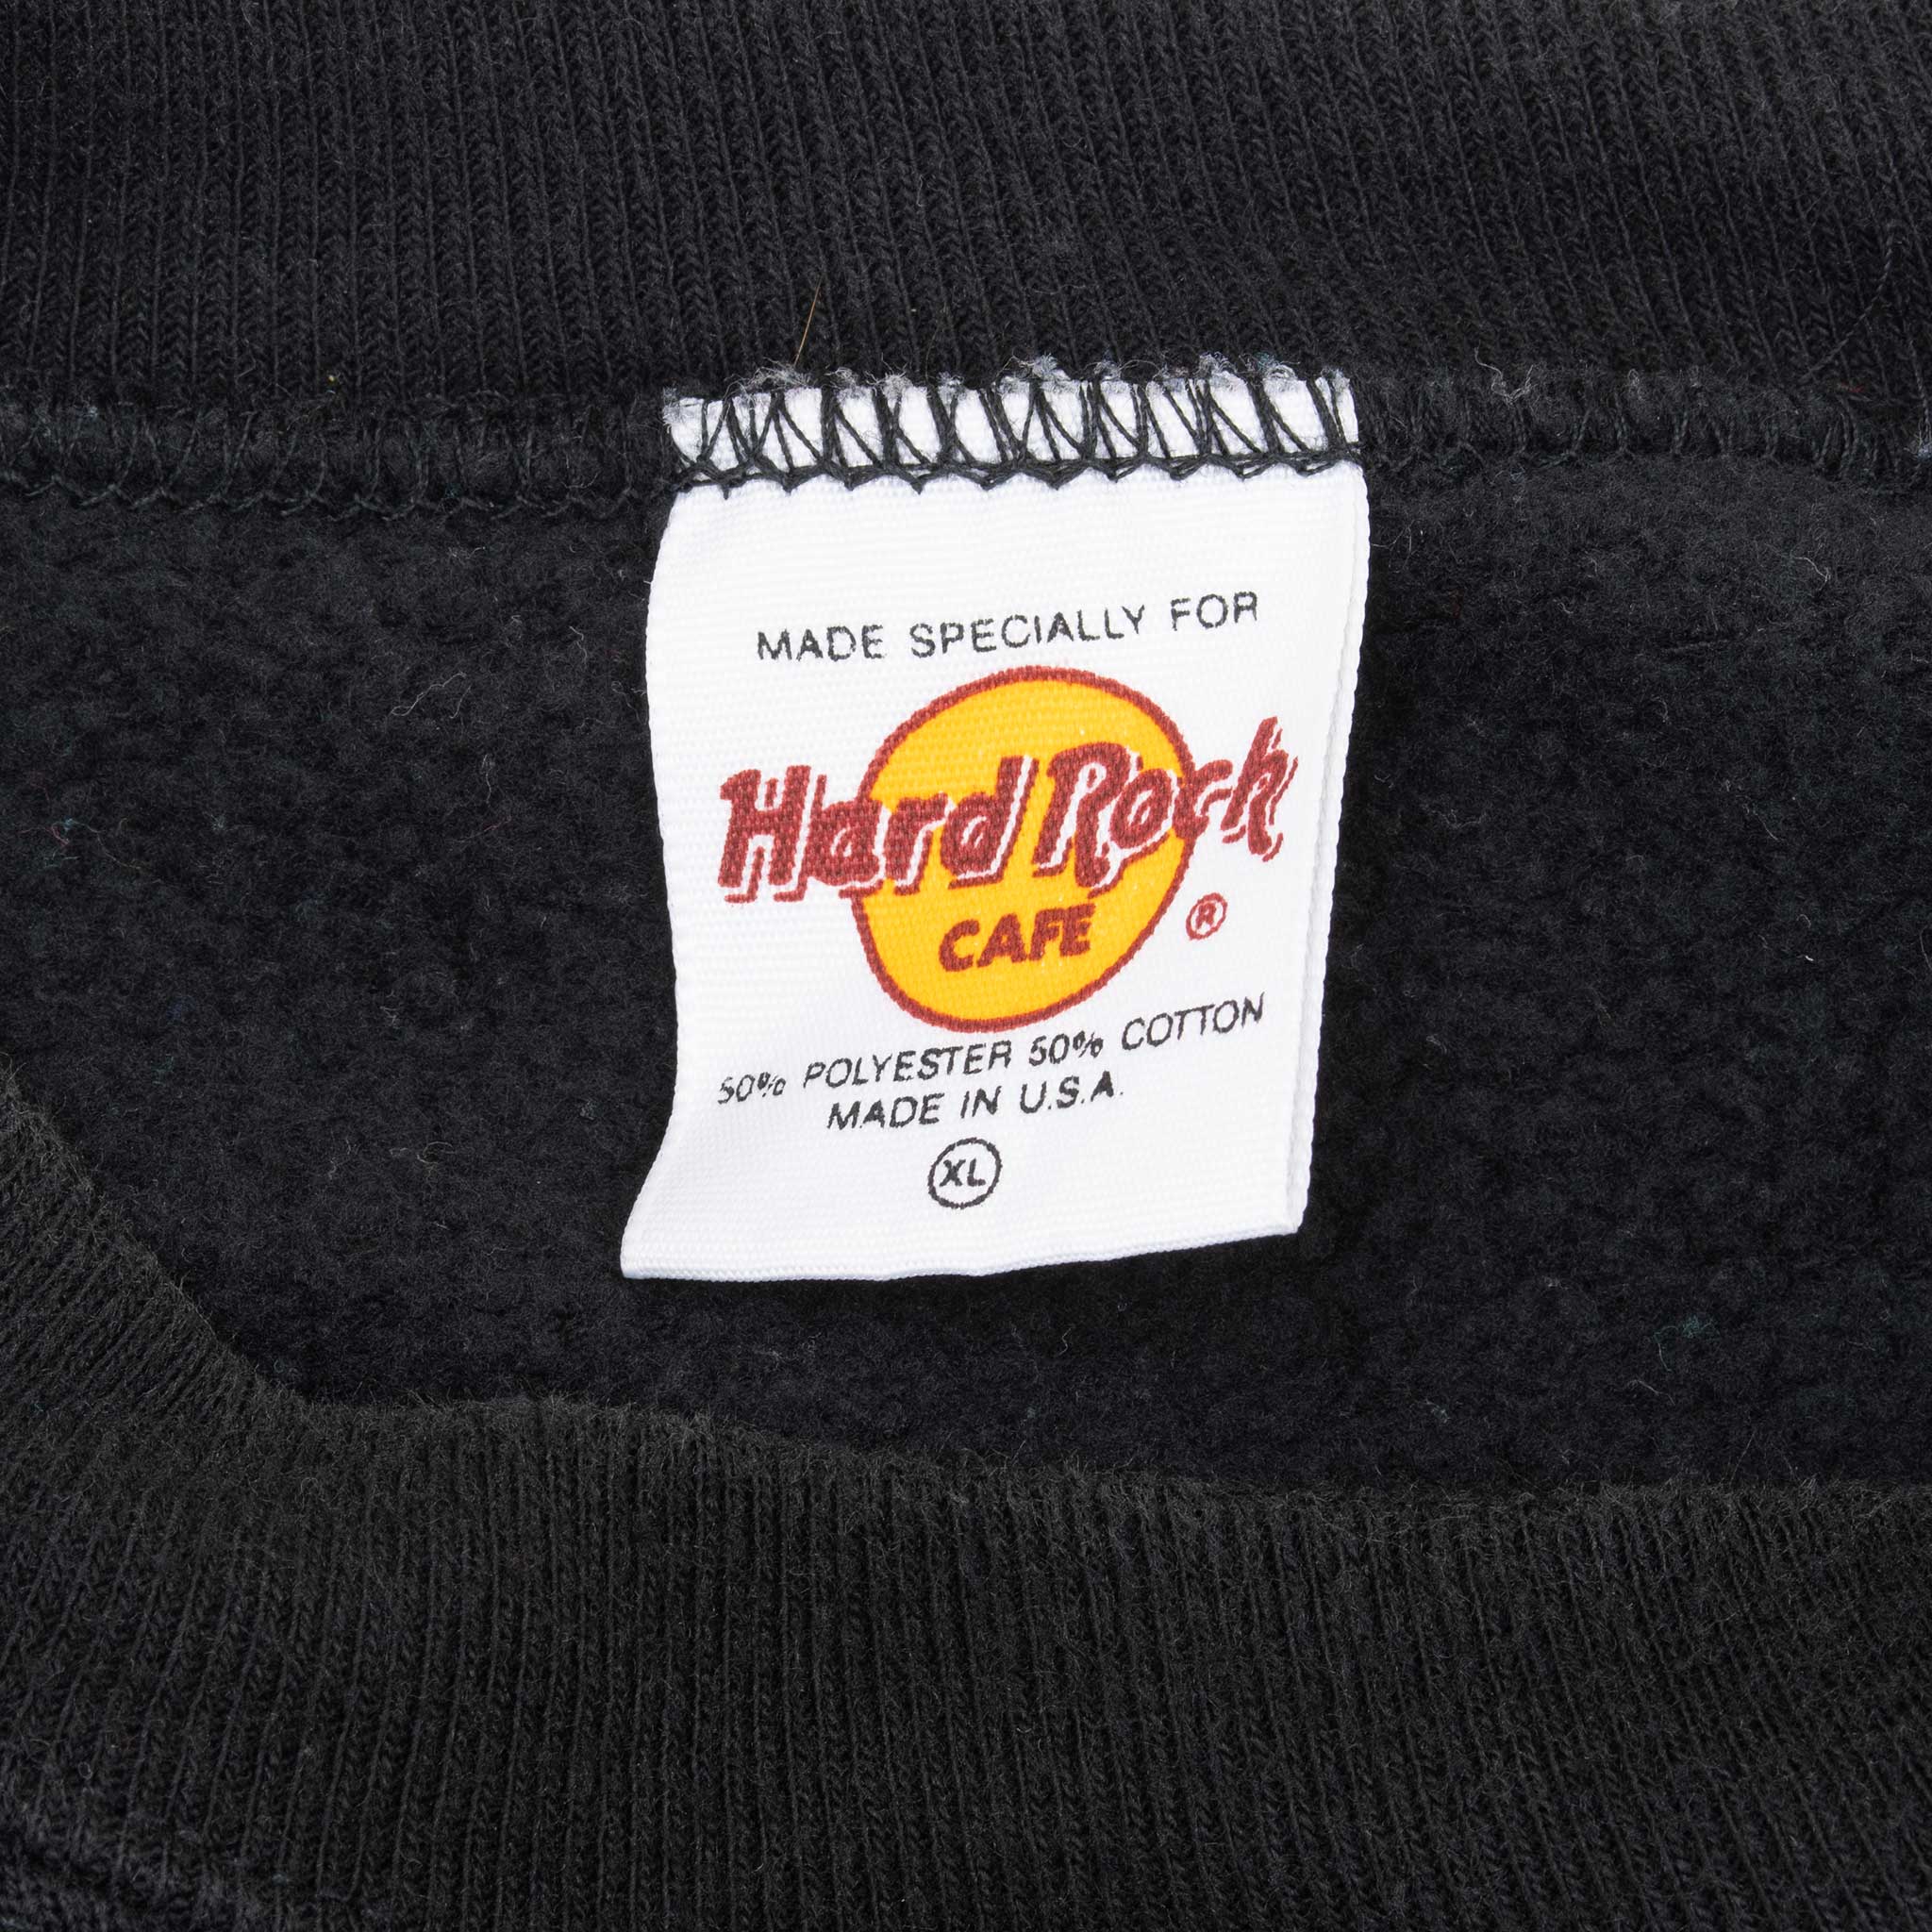 MADE SPECIALLY FOR
Hard Rock
CAFE ®
50% POLYESTER 50% COTTON
MADE IN U.S.A.
XL